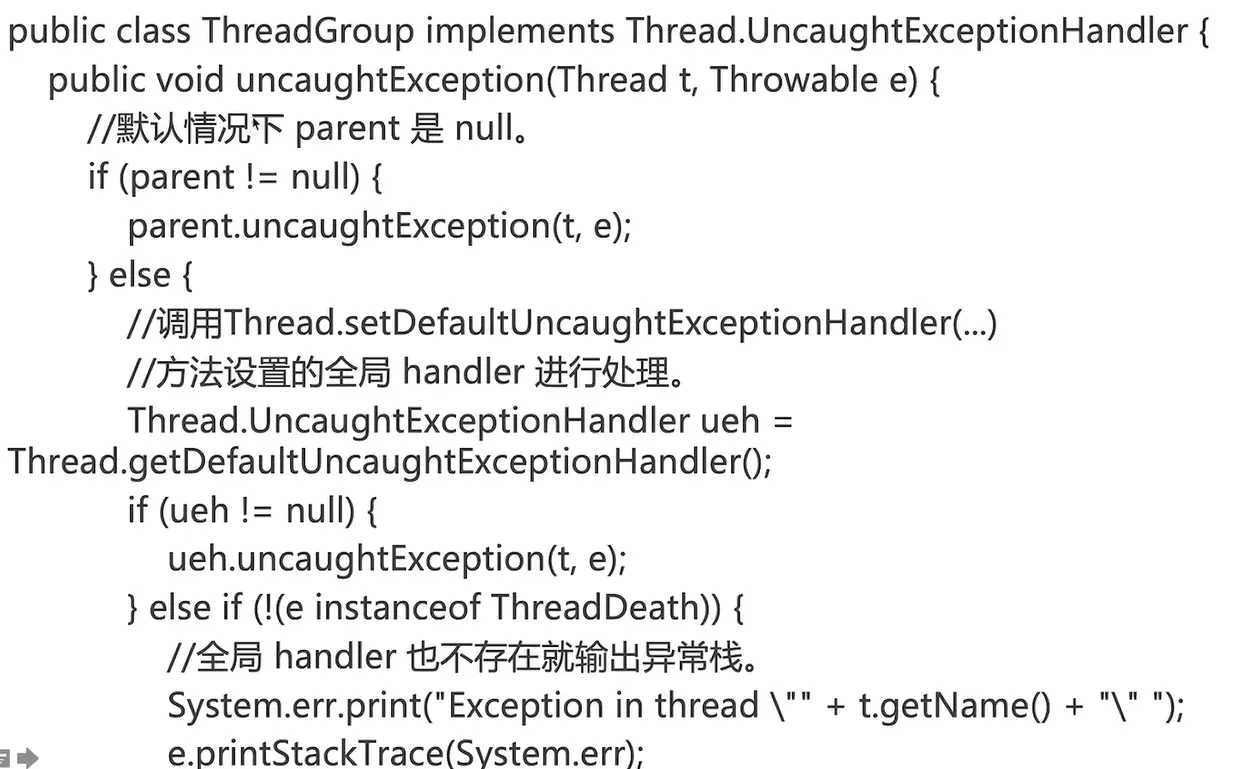 public class ThreadGroup implements Thread.UncaughtExceptionHandler {
public void uncaughtException(Thread t, Throwable e) {
//默认情况下 parent 是 null。
if (parent != null) {
parent.uncaughtException(t, e);
} else {
//调用Thread.setDefaultUncaughtExceptionHandler(...)
//方法设置的全局 handler 进行处理。
Thread.UncaughtExceptionHandler ueh =
Thread.getDefaultUncaughtExceptionHandler();
if (ueh != null) {
ueh.uncaughtException(t, e);
} else if (!(e instanceof ThreadDeath)) {
//全局 handler 也不存在就输出异常栈。
System.err.print("Exception in thread \"" + t.getName() + "\" ");
e.printStackTrace(System.err);